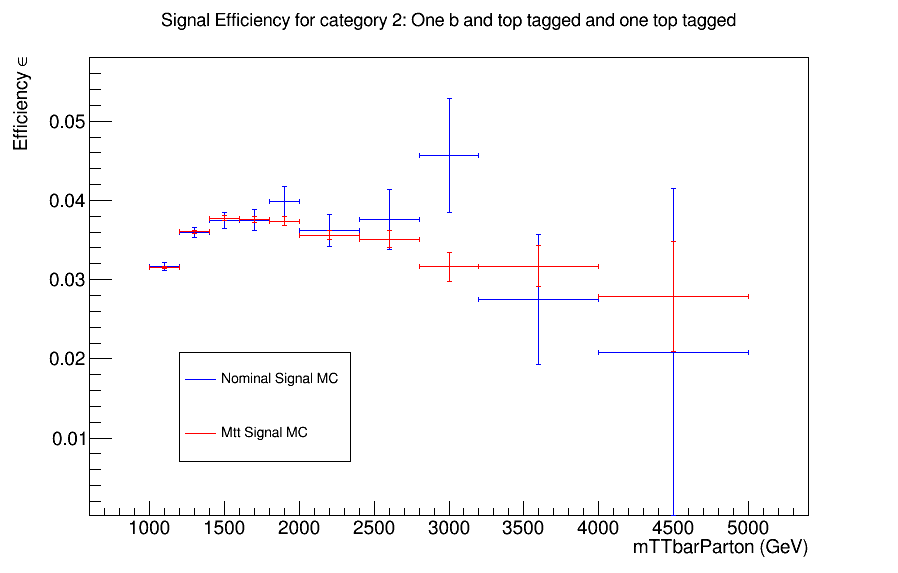 Signal Efficiency for category 2: One b and top tagged and one top tagged
Efficiency ∈
0.05
0.04
0.03
0.02
0.01
Nominal Signal MC
Mtt Signal MC
1000 1500 2000 2500 3000 3500 4000 4500 5000
mTTbarParton (GeV)